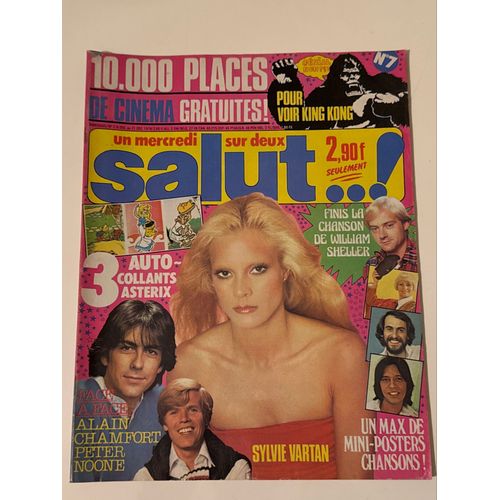 10.000 PLACES
DE CINEMA GRATUITES!
POUR
VOIR KING KONG
N°7
un mercredi sur deux
salut...!
2,90f
SEULEMENT
3 AUTO-
COLLANTS
ASTERIX
FINIS LA
CHANSON
DE WILLIAM
SHELLER
FACE
A FACE
ALAIN
CHAMFORT
PETER
NOONE
SYLVIE VARTAN
UN MAX DE
MINI-POSTERS
CHANSONS!